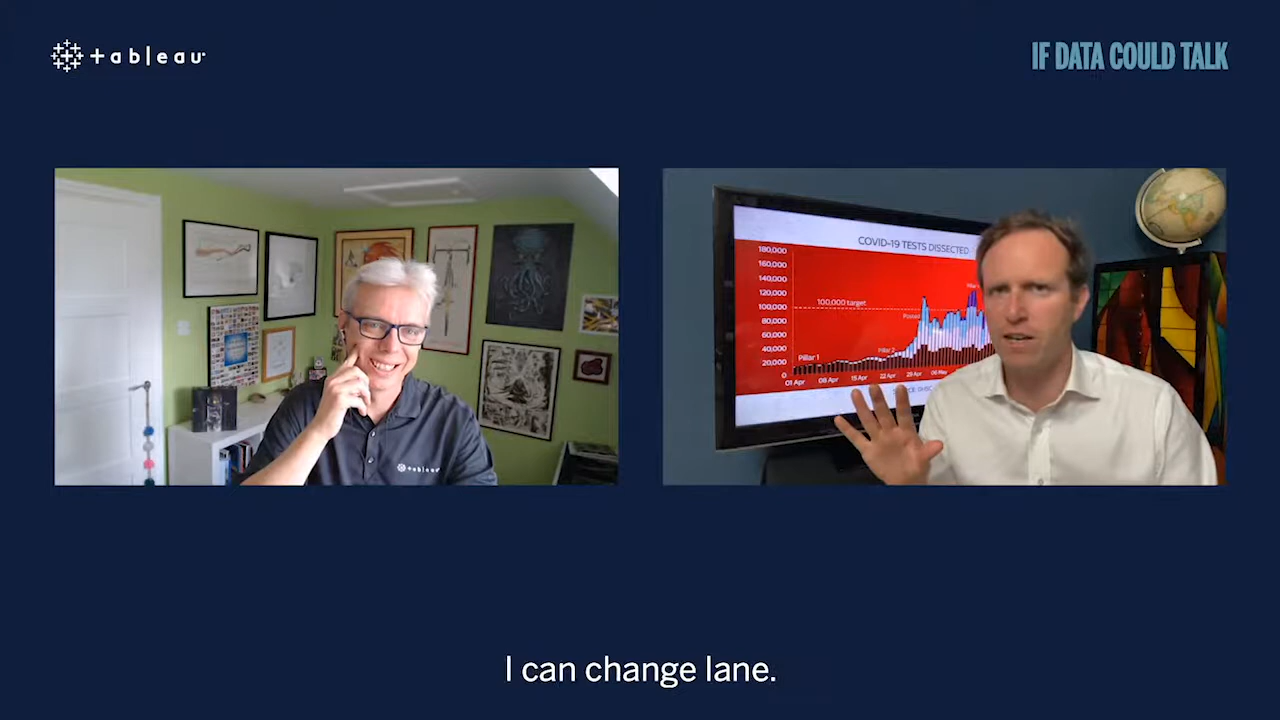 tableau
IF DATA COULD TALK
COVID-19 TESTS DISSECTED
180,000
160,000
140,000
120,000
100,000
80,000
60,000
40,000
20,000
0
100,000 target
Posted
Pillar 2
Pillar 1
01 Apr 08 Apr 15 Apr 22 Apr 29 Apr 06 May
tableau
I can change lane.